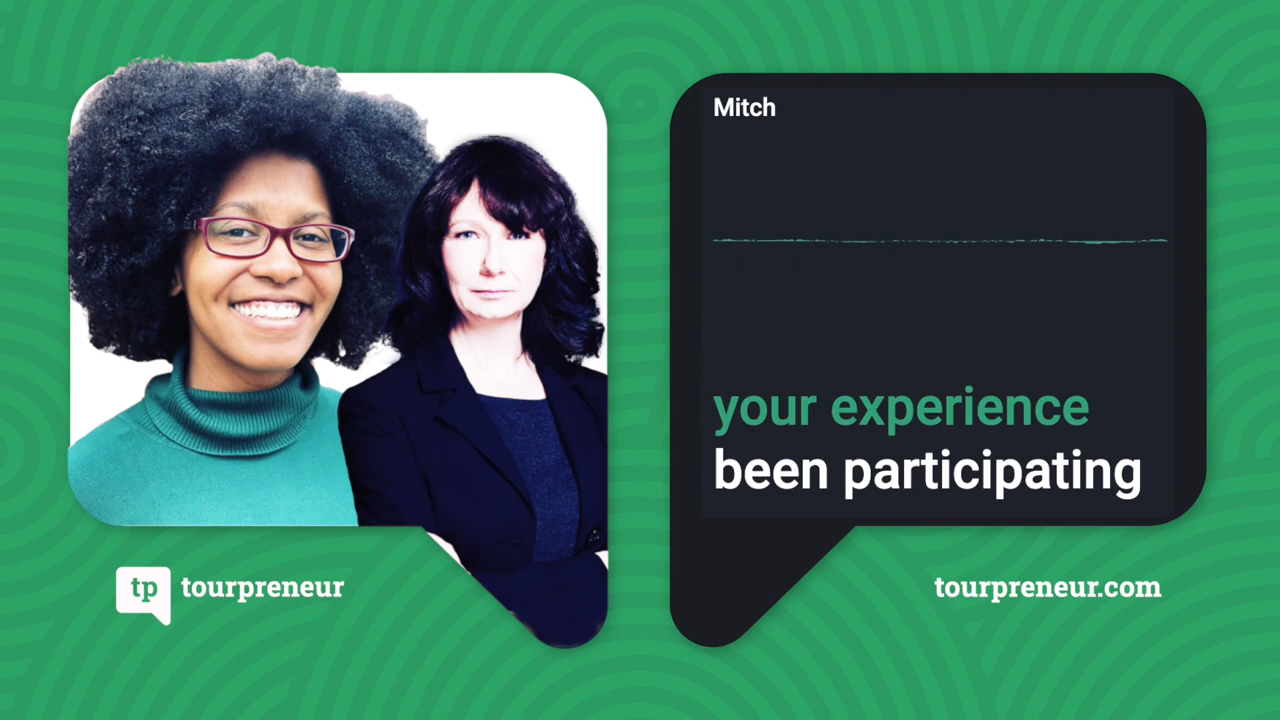 Mitch
your experience
been participating
tp tourpreneur
tourpreneur.com